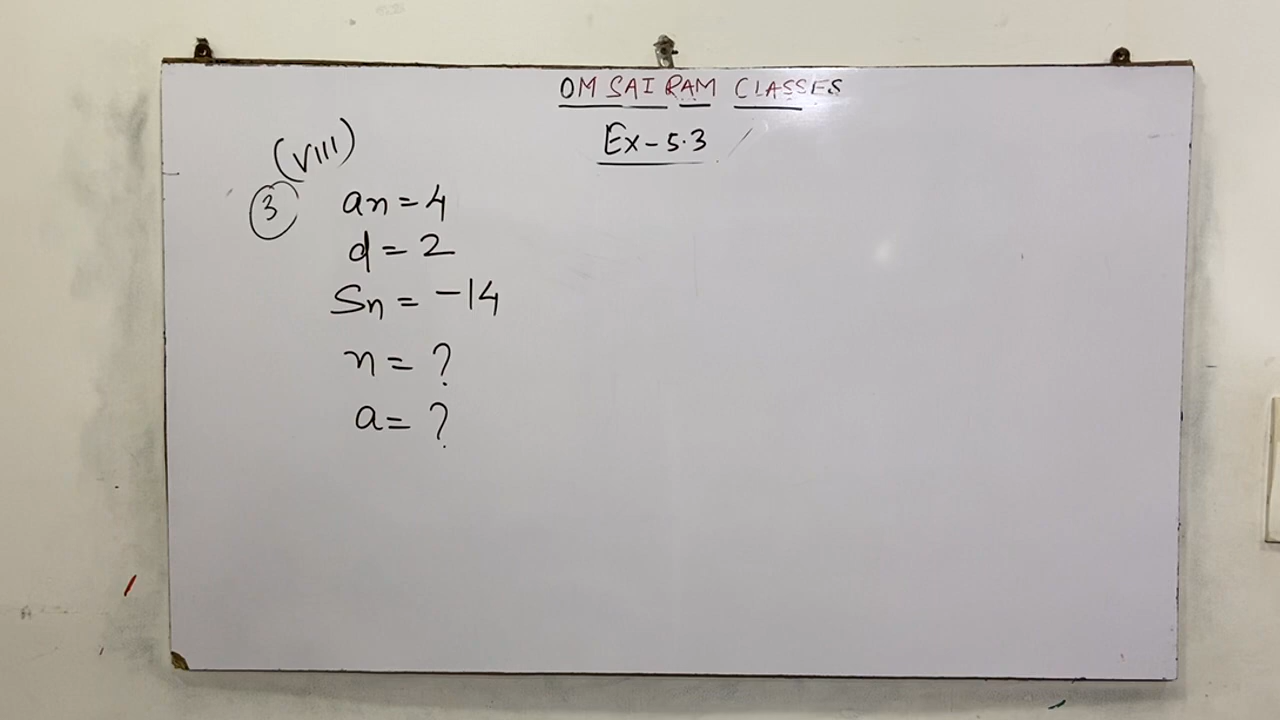 OM SAI RAM CLASSES
Ex-5.3
(VIII)
3 an = 4
d = 2
Sn = -14
n = ?
a = ?